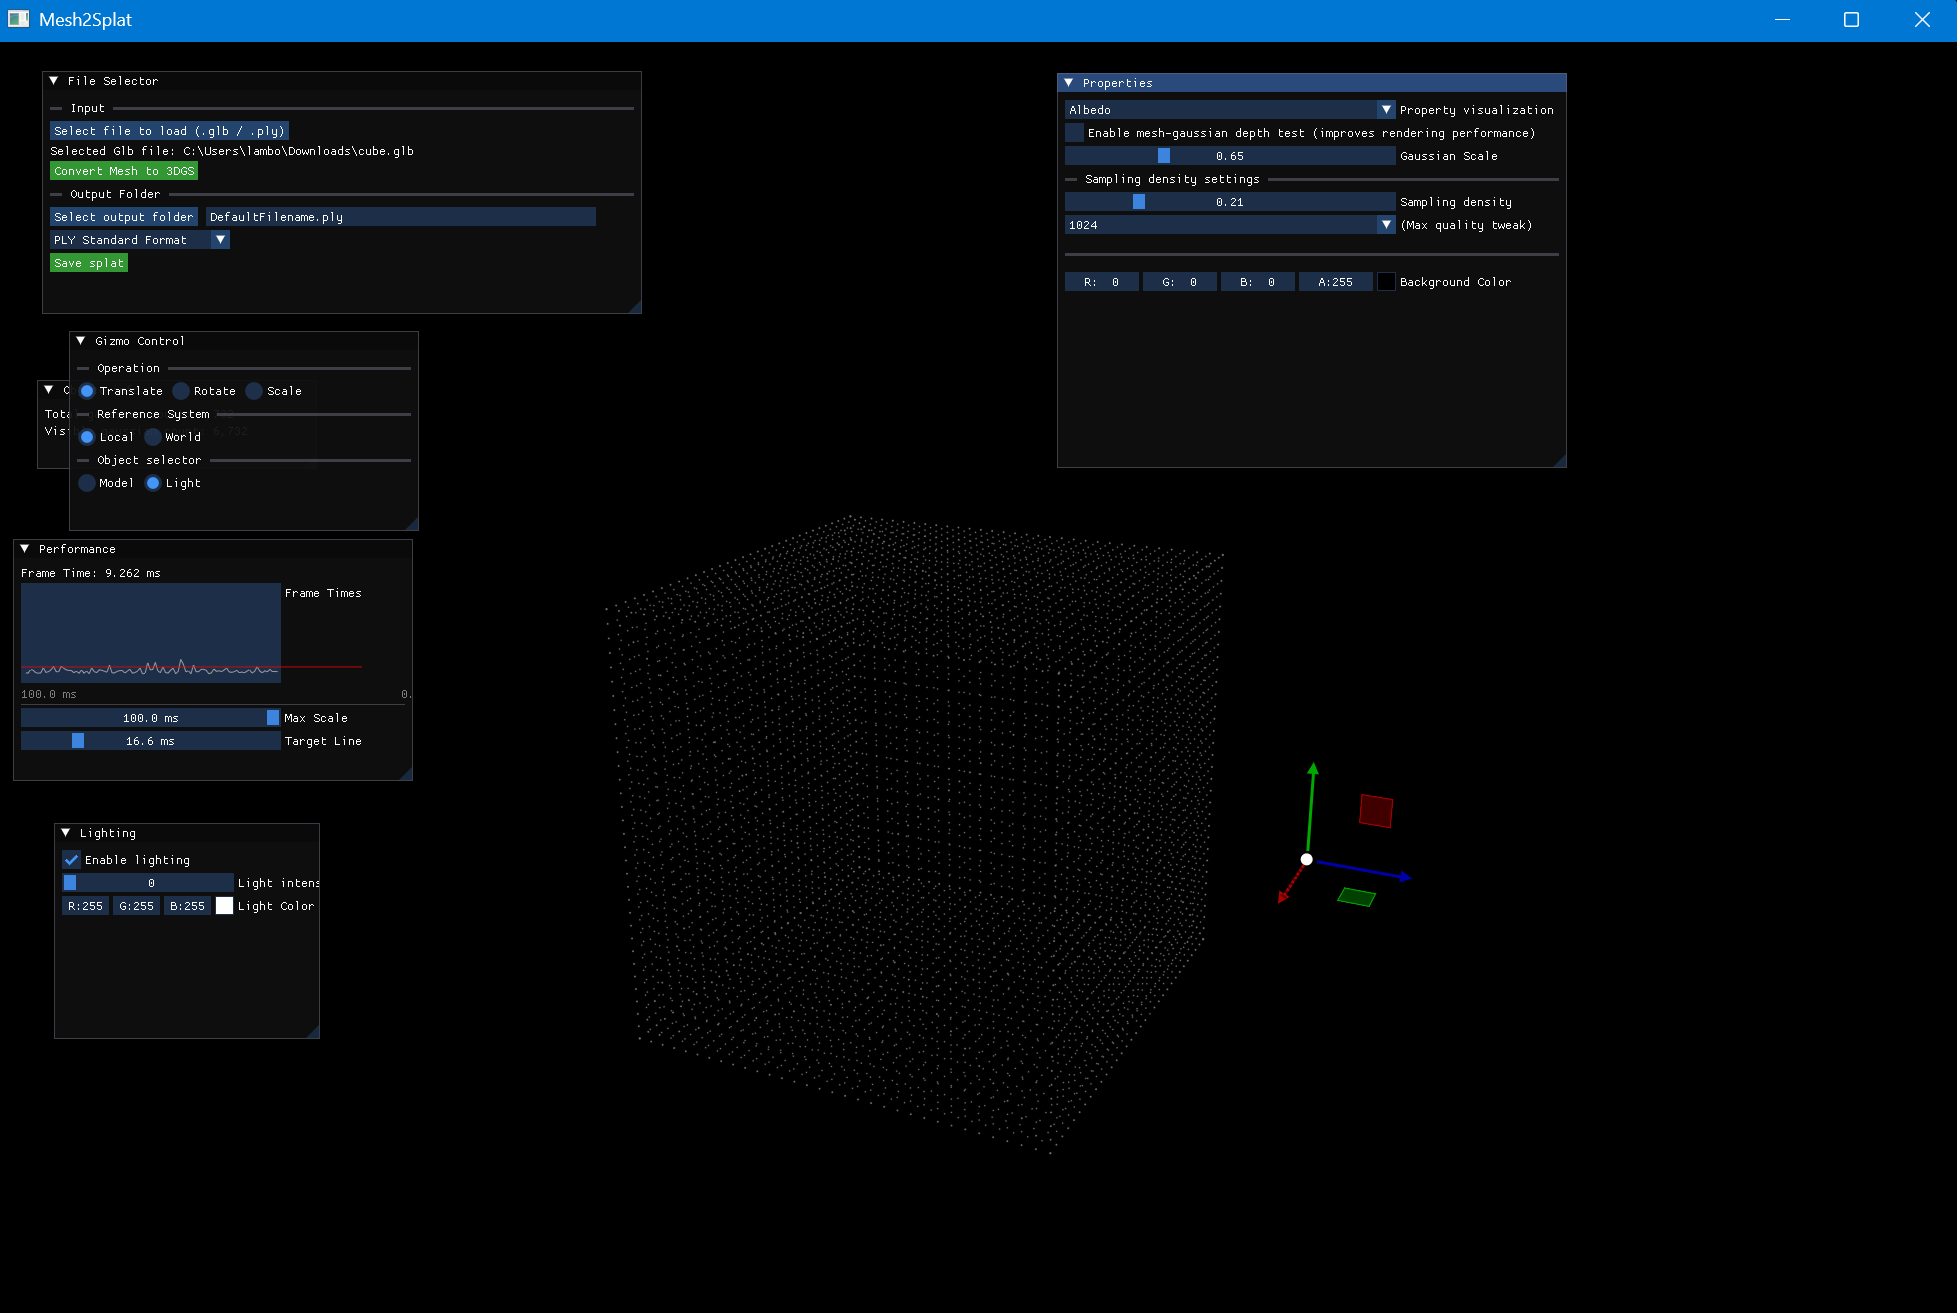 Mesh2Splat
File Selector
Input
Select file to load (.glb / .ply)
Selected Glb file: C:\Users\lambo\Downloads\cube.glb
Convert Mesh to 3DGS
Output Folder
Select output folder DefaultFilename.ply
PLY Standard Format
Save splat
Gizmo Control
Operation
Translate Rotate Scale
Reference System
Local World
Object selector
Model Light
6,732
Performance
Frame Time: 9.262 ms
Frame Times
100.0 ms 0.
100.0 ms Max Scale
16.6 ms Target Line
Lighting
Enable lighting
0 Light intens
R:255 G:255 B:255 Light Color
Properties
Albedo Property visualization
Enable mesh-gaussian depth test (improves rendering performance)
0.65 Gaussian Scale
Sampling density settings
0.21 Sampling density
1024 (Max quality tweak)
R: 0 G: 0 B: 0 A:255 Background Color